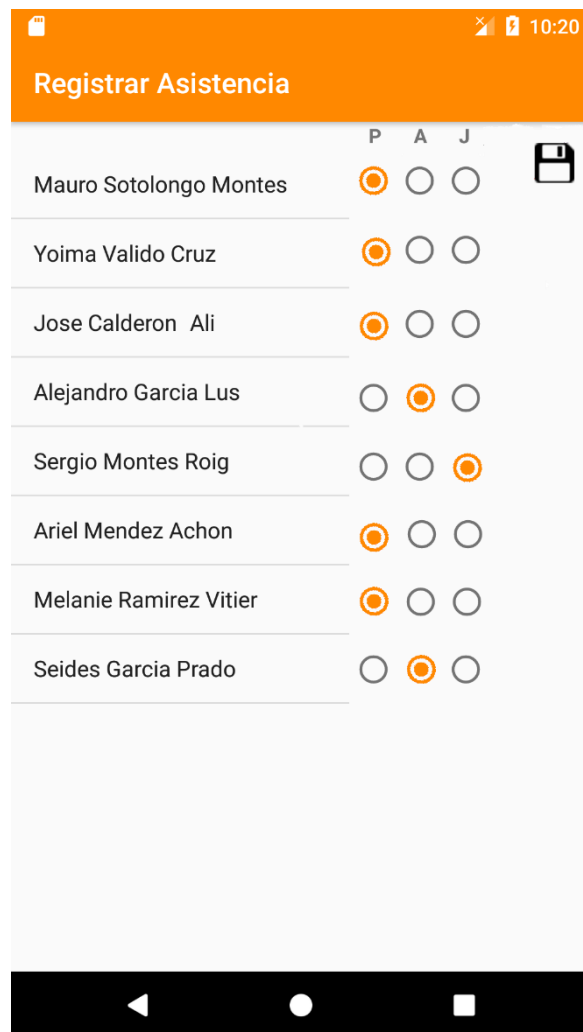 10:20
Registrar Asistencia
P A J
Mauro Sotolongo Montes
Yoima Valido Cruz
Jose Calderon Ali
Alejandro Garcia Lus
Sergio Montes Roig
Ariel Mendez Achon
Melanie Ramirez Vitier
Seides Garcia Prado